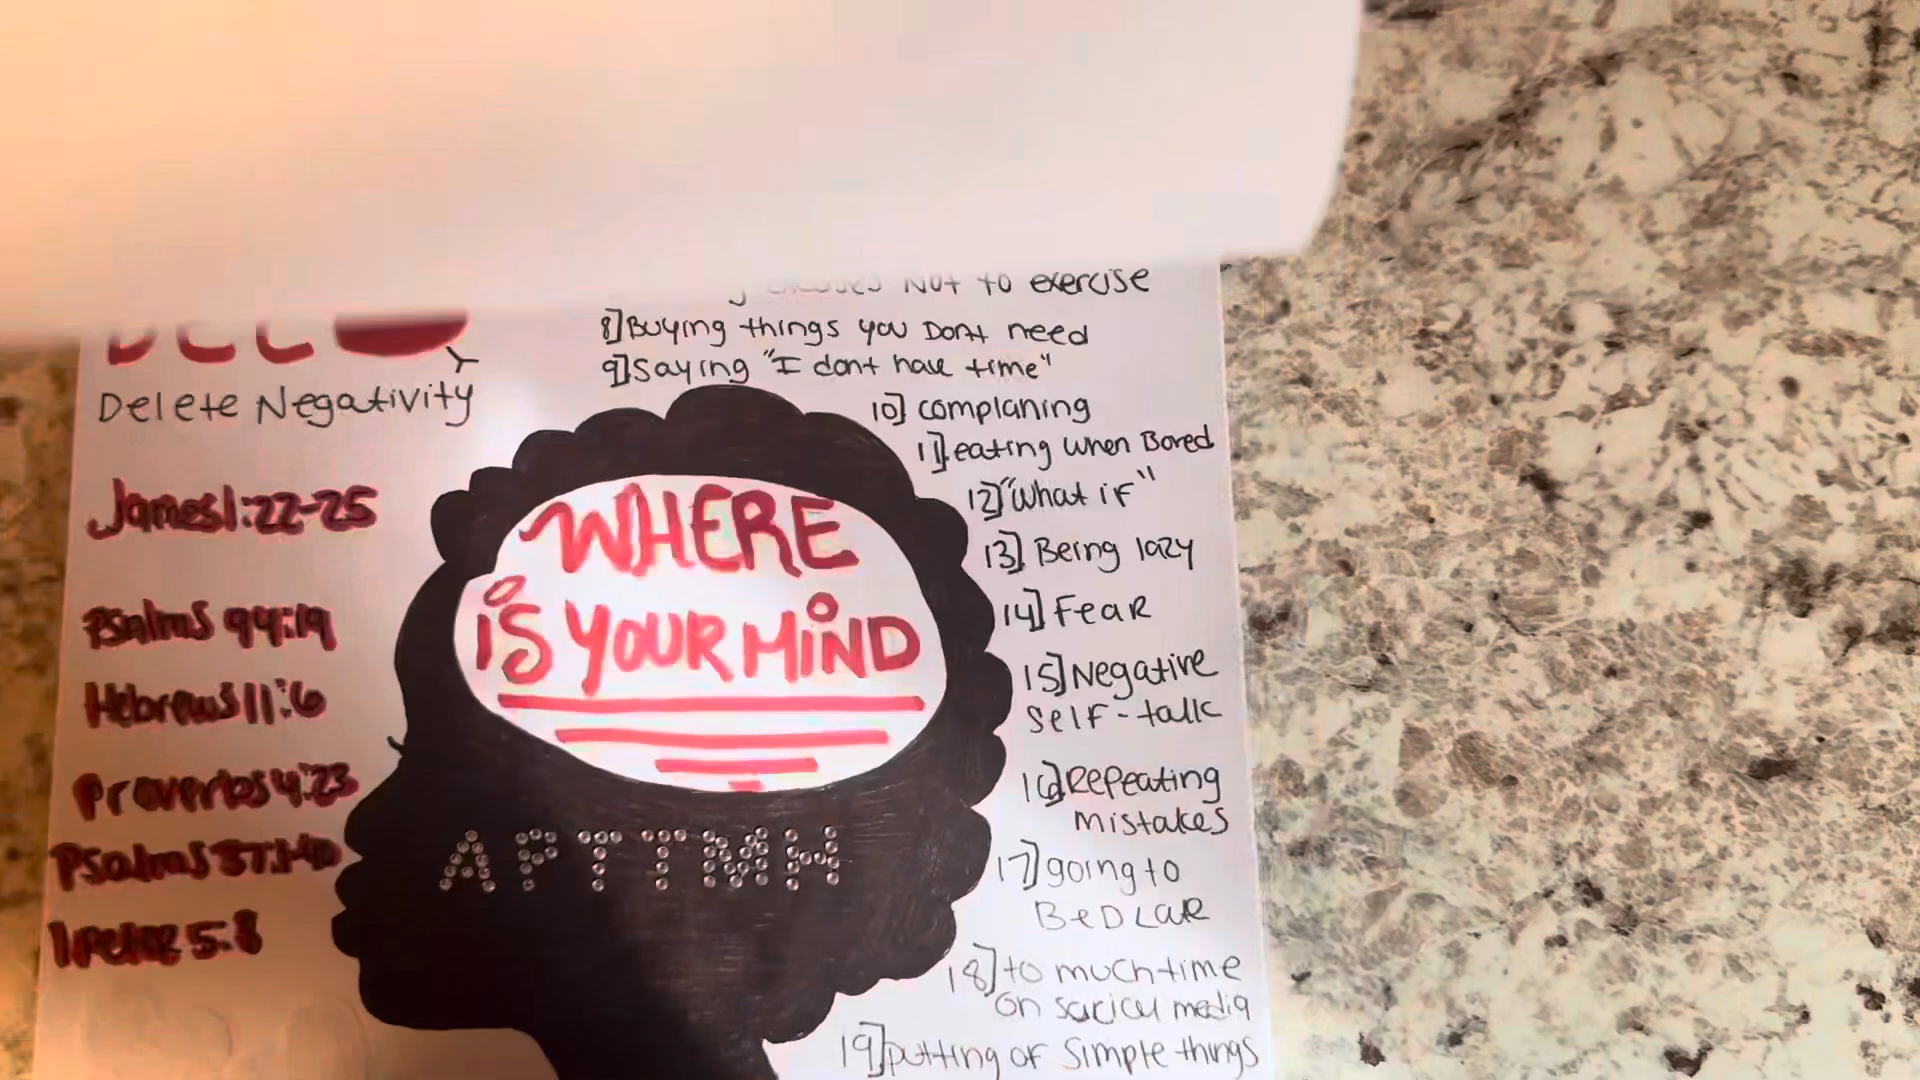 Not to exercise
8] Buying things you Dont need
9] Saying "I dont have time"
10] complaning
11] eating when Bored
12] "What if"
13] Being lazy
14] Fear
15] Negative
Self-talk
16] Repeating
mistakes
17] going to
BeD Late
18] to much time
on social media
19] putting of simple things
Delete Negativity
James 1:22-25
Psalms 94:19
Hebrews 11:6
Proverbs 4:23
Psalms 37:1-40
1 Peter 5:8
WHERE
iS YOUR MiND
APTTMH